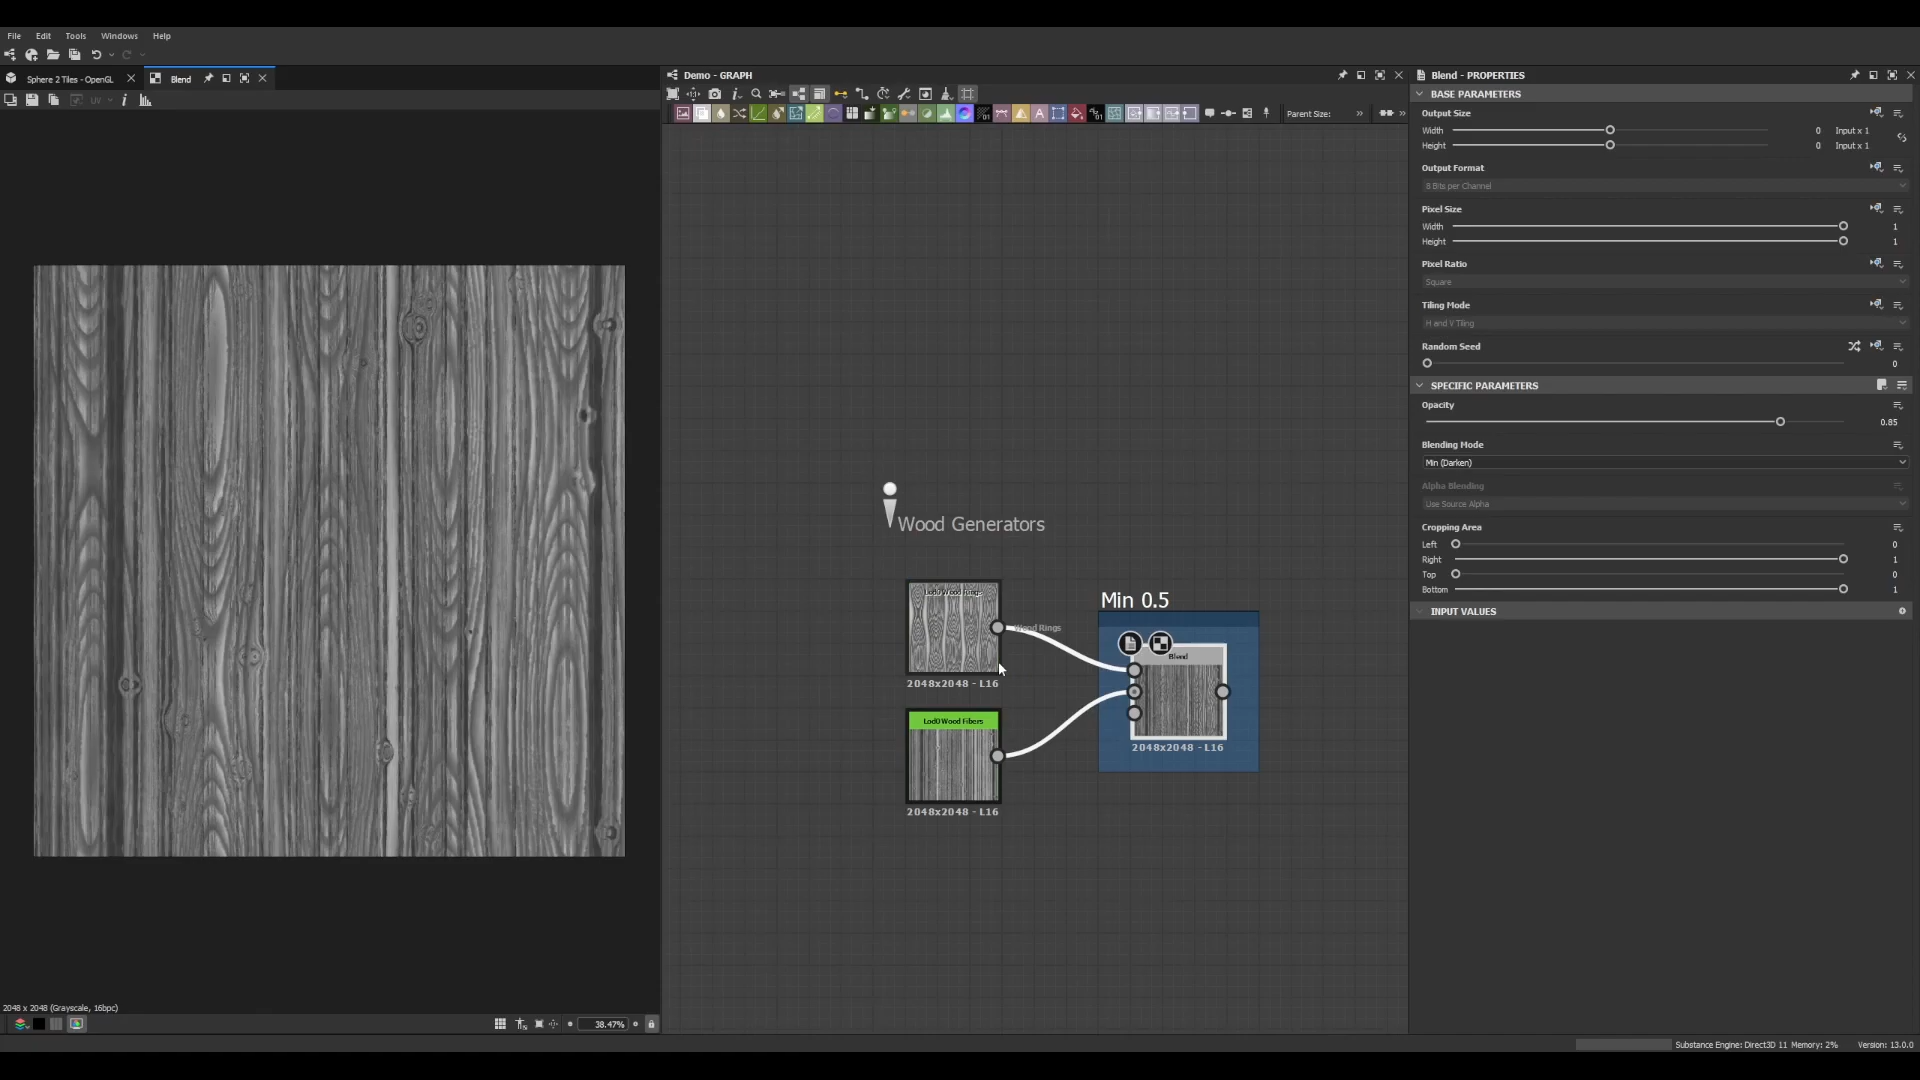 File Edit Tools Windows Help
Sphere 2 Tiles - OpenGL
Blend
UV
2048 x 2048 (Grayscale, 16bpc)
38.47%
Demo - GRAPH
Parent Size:
Wood Generators
Lod0 Wood Rings
Wood Rings
2048x2048 - L16
Lod0 Wood Fibers
2048x2048 - L16
Min 0.5
Blend
2048x2048 - L16
Blend - PROPERTIES
BASE PARAMETERS
Output Size
Width 0 Input x 1
Height 0 Input x 1
Output Format
8 Bits per Channel
Pixel Size
Width 1
Height 1
Pixel Ratio
Square
Tiling Mode
H and V Tiling
Random Seed
0
SPECIFIC PARAMETERS
Opacity
0.85
Blending Mode
Min (Darken)
Alpha Blending
Use Source Alpha
Cropping Area
Left 0
Right 1
Top 0
Bottom 1
INPUT VALUES
Substance Engine: Direct3D 11 Memory: 2% Version: 13.0.0